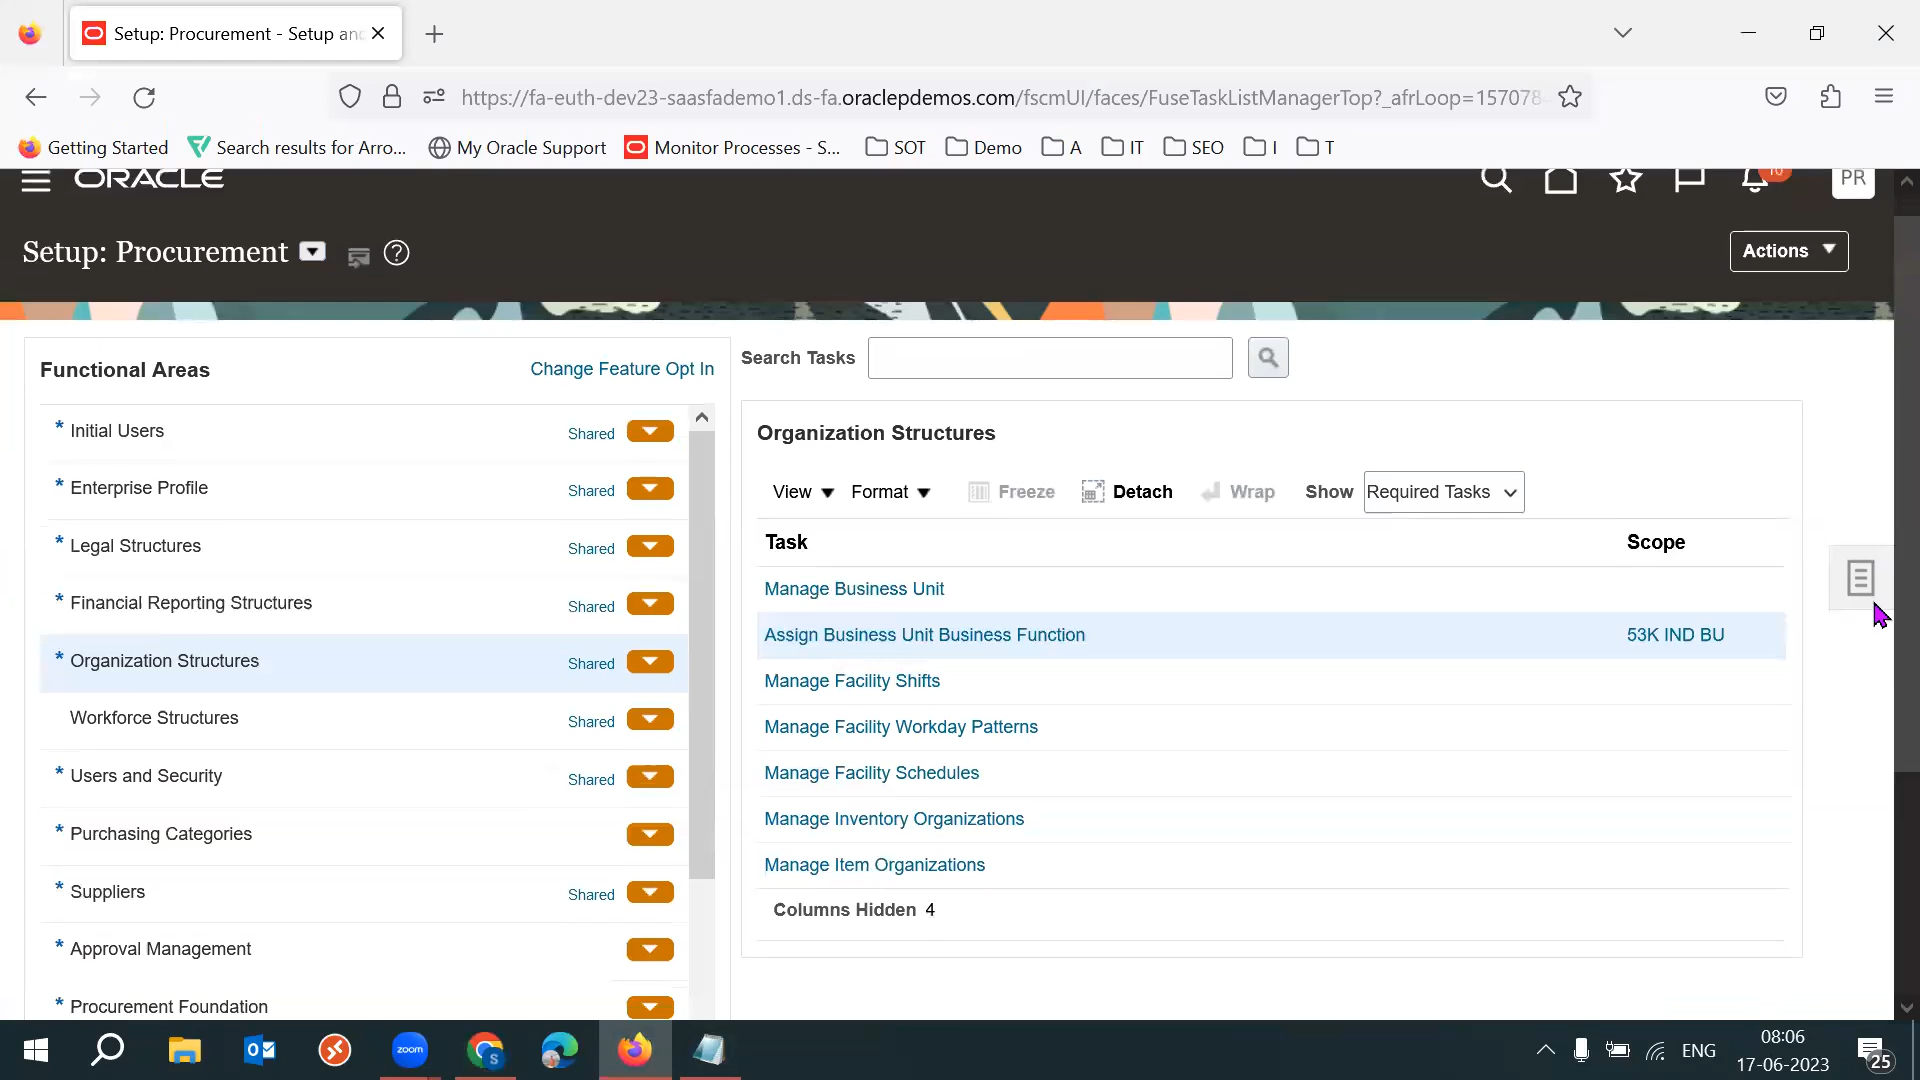 Setup: Procurement - Setup and
https://fa-euth-dev23-saasfademo1.ds-fa.oraclepdemos.com/fscmUI/faces/FuseTaskListManagerTop?_afrLoop=157078
Getting Started Search results for Arro... My Oracle Support Monitor Processes - S... SOT Demo A IT SEO I T
ORACLE 10 PR
Setup: Procurement ? Actions
Functional Areas Change Feature Opt In
* Initial Users Shared
* Enterprise Profile Shared
* Legal Structures Shared
* Financial Reporting Structures Shared
* Organization Structures Shared
Workforce Structures Shared
* Users and Security Shared
* Purchasing Categories
* Suppliers Shared
* Approval Management
* Procurement Foundation
Search Tasks
Organization Structures
View Format Freeze Detach Wrap Show Required Tasks
Task Scope
Manage Business Unit
Assign Business Unit Business Function 53K IND BU
Manage Facility Shifts
Manage Facility Workday Patterns
Manage Facility Schedules
Manage Inventory Organizations
Manage Item Organizations
Columns Hidden 4
zoom S ENG 08:06
17-06-2023 25